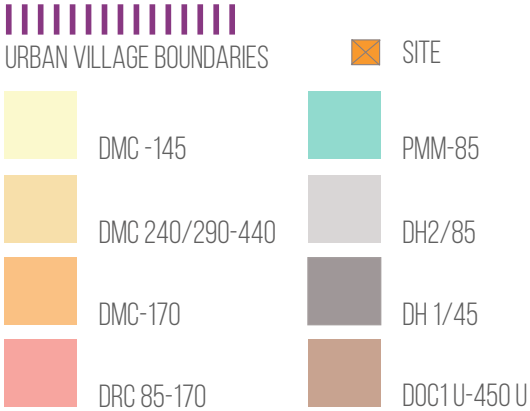 URBAN VILLAGE BOUNDARIES
SITE
DMC -145
PMM-85
DMC 240/290-440
DH2/85
DMC-170
DH 1/45
DRC 85-170
DOC1 U-450 U